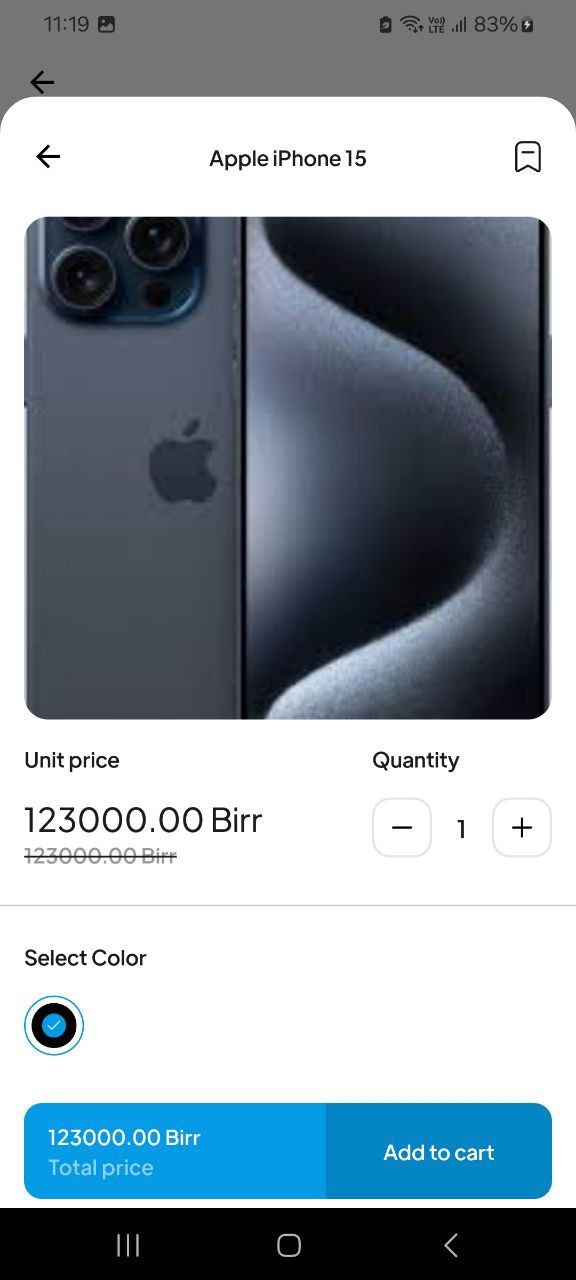 11:19
Vo)) LTE 83%
Apple iPhone 15
Unit price
Quantity
123000.00 Birr
123000.00 Birr
1
Select Color
123000.00 Birr
Total price
Add to cart